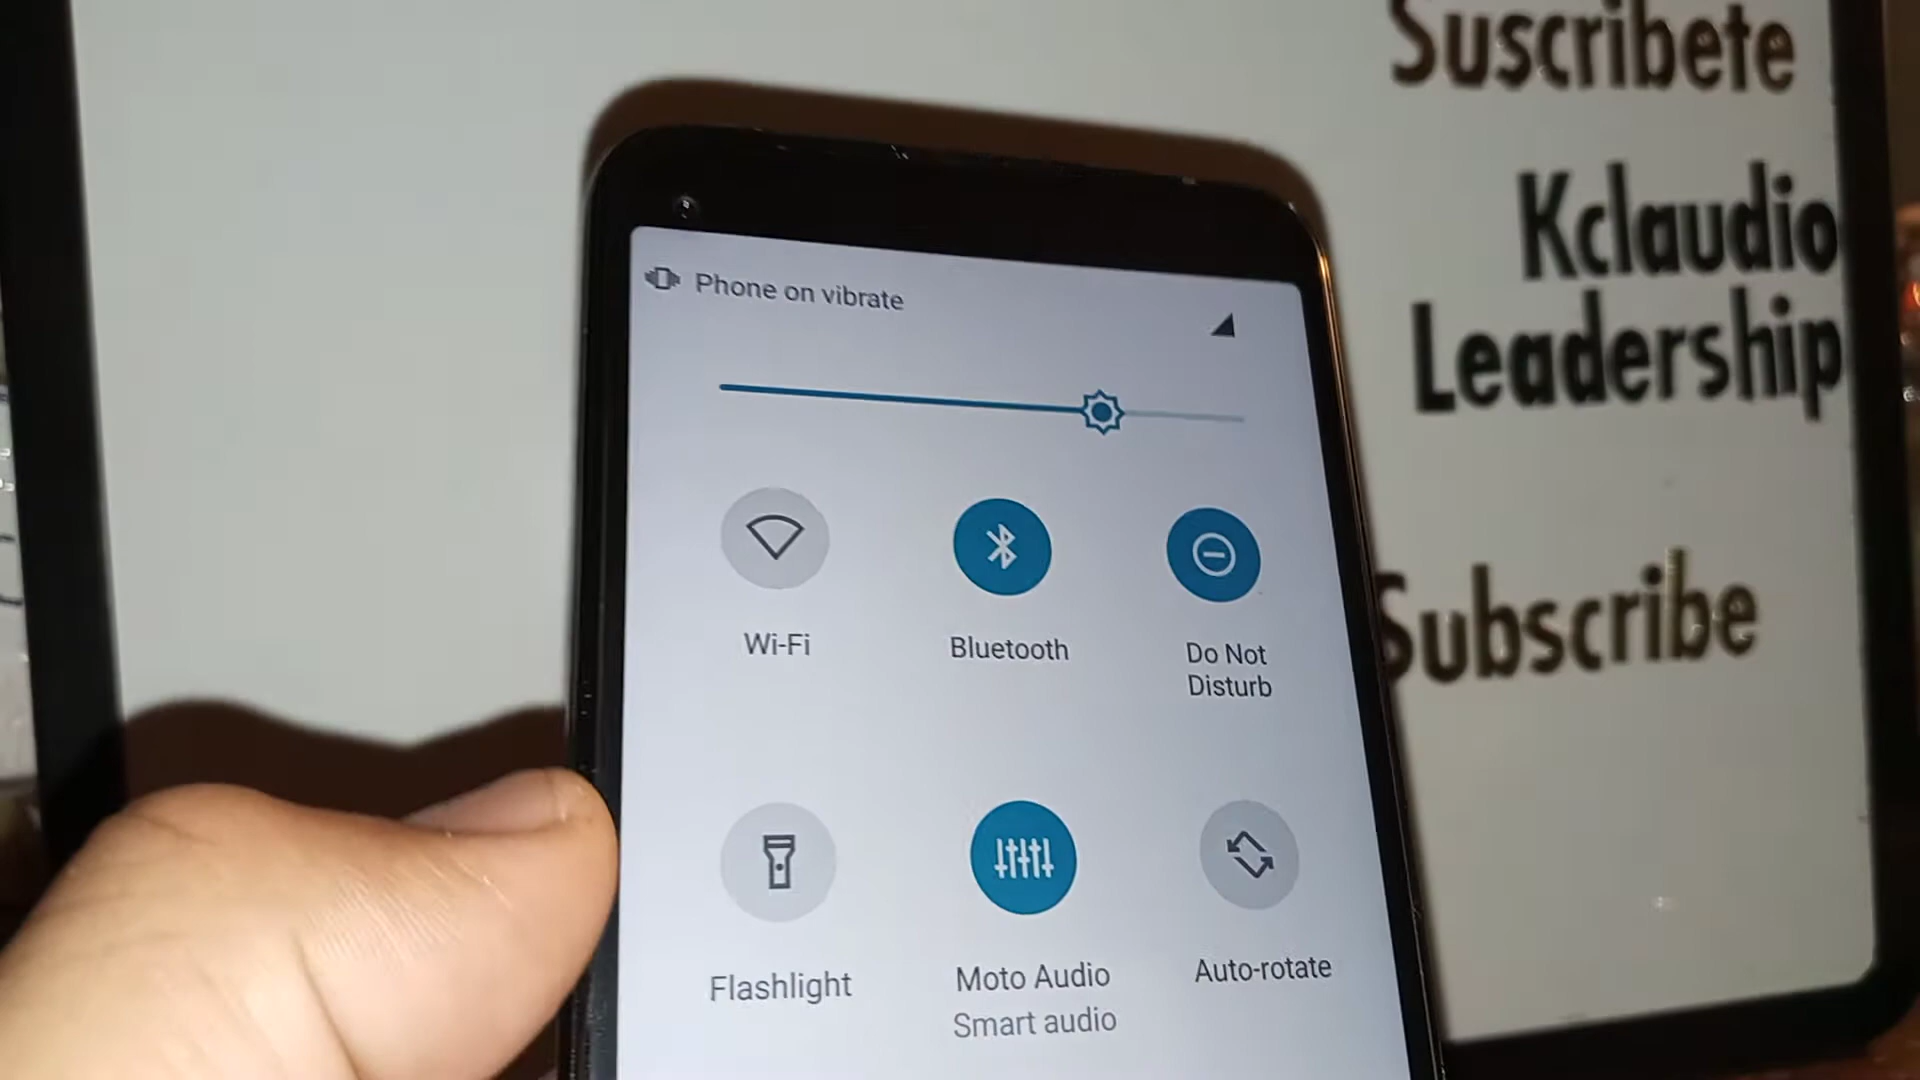 Suscribete
Kclaudio
Leadership
Subscribe
Phone on vibrate
Wi-Fi
Bluetooth
Do Not
Disturb
Flashlight
Moto Audio
Smart audio
Auto-rotate